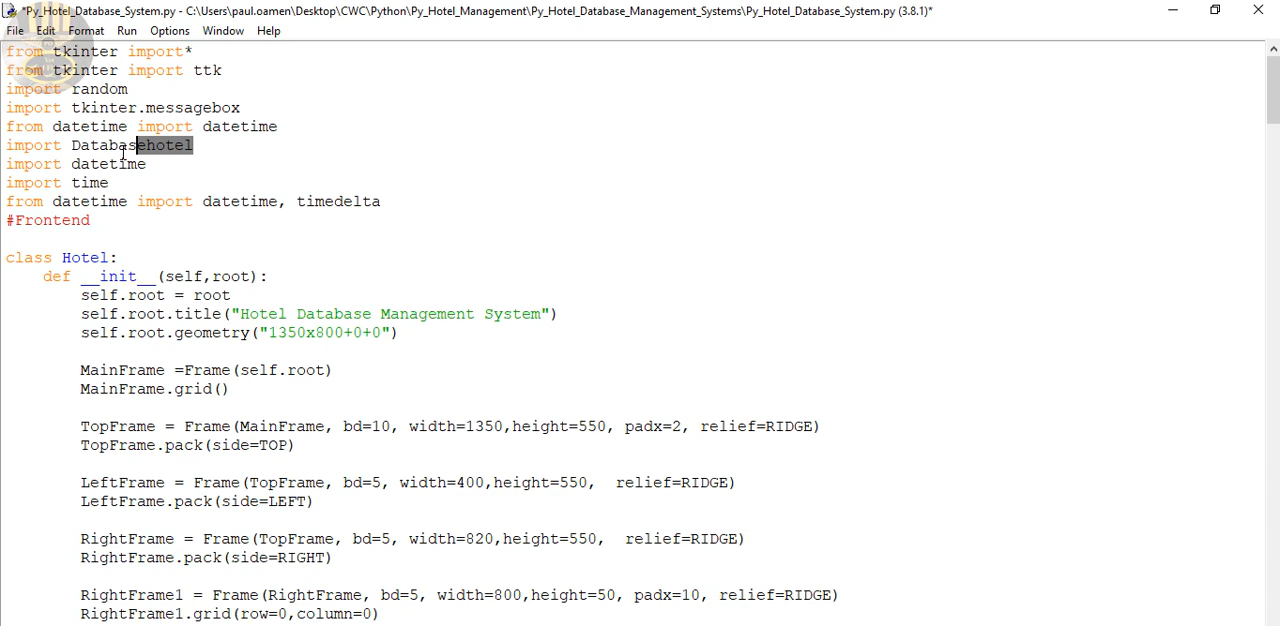 *Py_Hotel_Database_System.py - C:\Users\paul.oamen\Desktop\CWC\Python\Py_Hotel_Management\Py_Hotel_Database_Management_Systems\Py_Hotel_Database_System.py (3.8.1)*
File Edit Format Run Options Window Help
from tkinter import*
from tkinter import ttk
import random
import tkinter.messagebox
from datetime import datetime
import Databasehotel
import datetime
import time
from datetime import datetime, timedelta
#Frontend
class Hotel:
    def __init__(self,root):
        self.root = root
        self.root.title("Hotel Database Management System")
        self.root.geometry("1350x800+0+0")
        MainFrame =Frame(self.root)
        MainFrame.grid()
        TopFrame = Frame(MainFrame, bd=10, width=1350,height=550, padx=2, relief=RIDGE)
        TopFrame.pack(side=TOP)
        LeftFrame = Frame(TopFrame, bd=5, width=400,height=550,  relief=RIDGE)
        LeftFrame.pack(side=LEFT)
        RightFrame = Frame(TopFrame, bd=5, width=820,height=550,  relief=RIDGE)
        RightFrame.pack(side=RIGHT)
        RightFrame1 = Frame(RightFrame, bd=5, width=800,height=50, padx=10, relief=RIDGE)
        RightFrame1.grid(row=0,column=0)